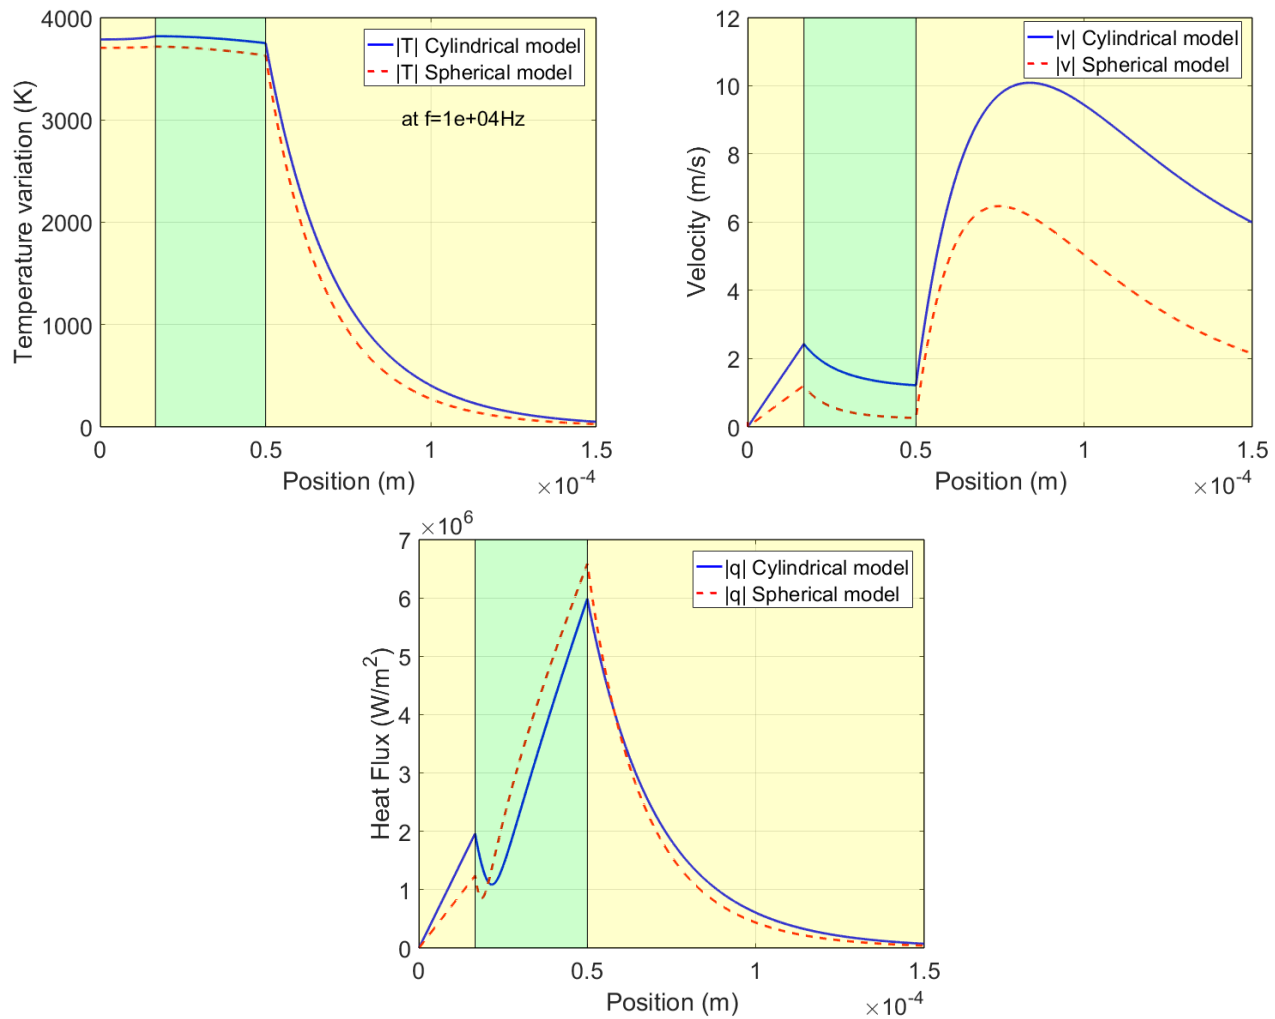 4000
3000
2000
1000
0
Temperature variation (K)
|T| Cylindrical model
|T| Spherical model
at f=1e+04Hz
0
0.5
1
1.5
Position (m)
×10⁻⁴
12
10
8
6
4
2
0
Velocity (m/s)
|v| Cylindrical model
|v| Spherical model
0
0.5
1
1.5
Position (m)
×10⁻⁴
×10⁶
7
6
5
4
3
2
1
0
Heat Flux (W/m²)
|q| Cylindrical model
|q| Spherical model
0
0.5
1
1.5
Position (m)
×10⁻⁴